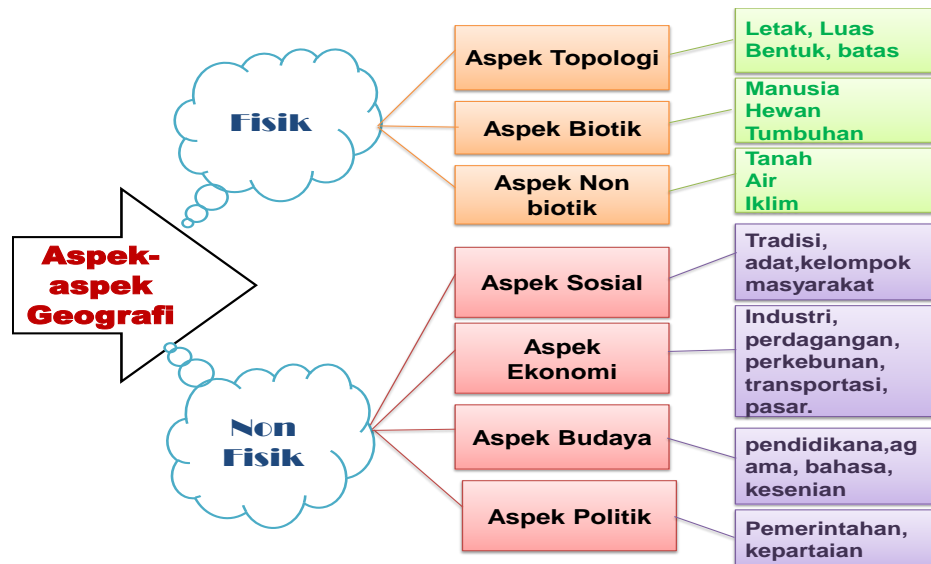 Aspek-
aspek
Geografi
Fisik
Aspek Topologi
Letak, Luas
Bentuk, batas
Aspek Biotik
Manusia
Hewan
Tumbuhan
Aspek Non
biotik
Tanah
Air
Iklim
Non
Fisik
Aspek Sosial
Tradisi,
adat,kelompok
masyarakat
Aspek
Ekonomi
Industri,
perdagangan,
perkebunan,
transportasi,
pasar.
Aspek Budaya
pendidikana,ag
ama, bahasa,
kesenian
Aspek Politik
Pemerintahan,
kepartaian